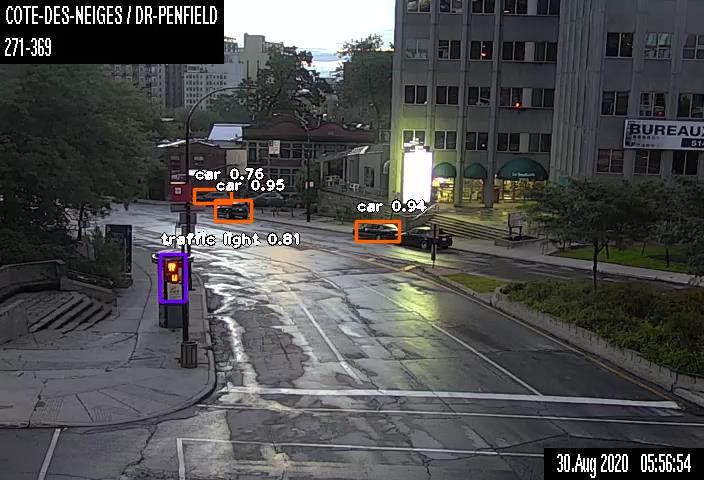 COTE-DES-NEIGES / DR-PENFIELD
271-369
car 0.76
car 0.95
car 0.94
traffic light 0.81
BUREAUX
514
30.Aug 2020 05:56:54